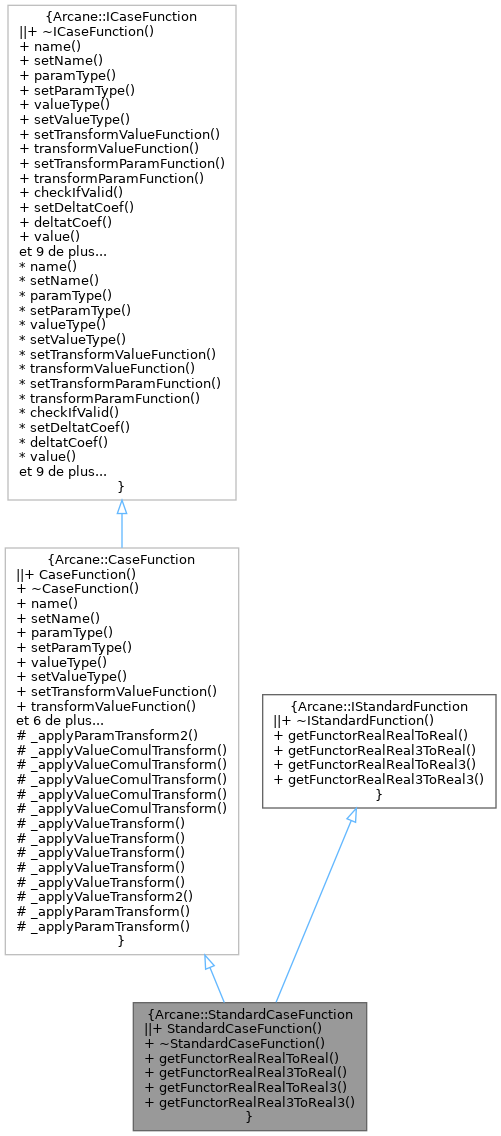 {Arcane::ICaseFunction
||+ ~ICaseFunction()
+ name()
+ setName()
+ paramType()
+ setParamType()
+ valueType()
+ setValueType()
+ setTransformValueFunction()
+ transformValueFunction()
+ setTransformParamFunction()
+ transformParamFunction()
+ checkIfValid()
+ setDeltatCoef()
+ deltatCoef()
+ value()
et 9 de plus...
* name()
* setName()
* paramType()
* setParamType()
* valueType()
* setValueType()
* setTransformValueFunction()
* transformValueFunction()
* setTransformParamFunction()
* transformParamFunction()
* checkIfValid()
* setDeltatCoef()
* deltatCoef()
* value()
et 9 de plus...
}
{Arcane::CaseFunction
||+ CaseFunction()
+ ~CaseFunction()
+ name()
+ setName()
+ paramType()
+ setParamType()
+ valueType()
+ setValueType()
+ setTransformValueFunction()
+ transformValueFunction()
et 6 de plus...
# _applyParamTransform2()
# _applyValueComulTransform()
# _applyValueComulTransform()
# _applyValueComulTransform()
# _applyValueComulTransform()
# _applyValueComulTransform()
# _applyValueTransform()
# _applyValueTransform()
# _applyValueTransform()
# _applyValueTransform()
# _applyValueTransform()
# _applyValueTransform2()
# _applyParamTransform()
# _applyParamTransform()
}
{Arcane::IStandardFunction
||+ ~IStandardFunction()
+ getFunctorRealRealToReal()
+ getFunctorRealReal3ToReal()
+ getFunctorRealRealToReal3()
+ getFunctorRealReal3ToReal3()
}
{Arcane::StandardCaseFunction
||+ StandardCaseFunction()
+ ~StandardCaseFunction()
+ getFunctorRealRealToReal()
+ getFunctorRealReal3ToReal()
+ getFunctorRealRealToReal3()
+ getFunctorRealReal3ToReal3()
}